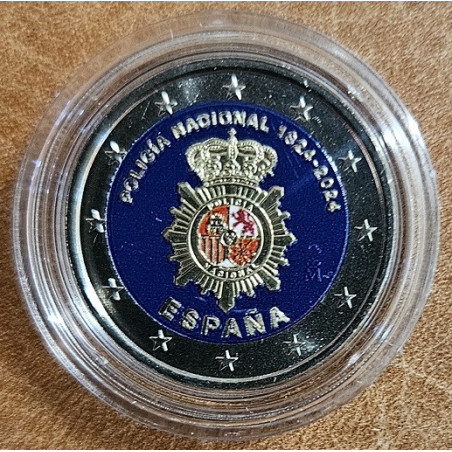 POLICÍA NACIONAL 1824-2024
POLICIA
NACIONAL
ESPAÑA